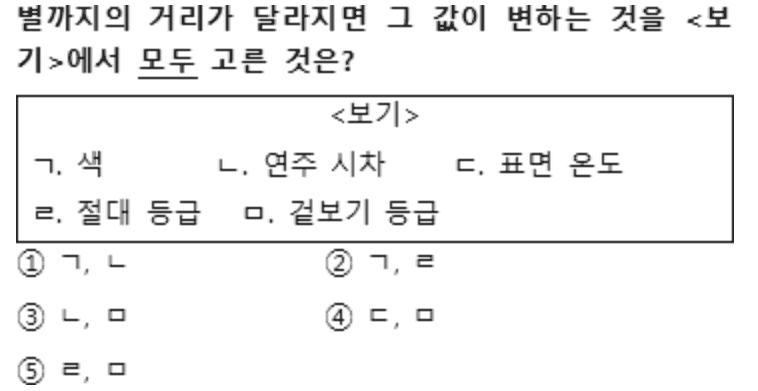 별까지의 거리가 달라지면 그 값이 변하는 것을 <보
기>에서 모두 고른 것은?
<보기>
ㄱ. 색 ㄴ. 연주 시차 ㄷ. 표면 온도
ㄹ. 절대 등급 ㅁ. 겉보기 등급
① ㄱ, ㄴ ② ㄱ, ㄹ
③ ㄴ, ㅁ ④ ㄷ, ㅁ
⑤ ㄹ, ㅁ